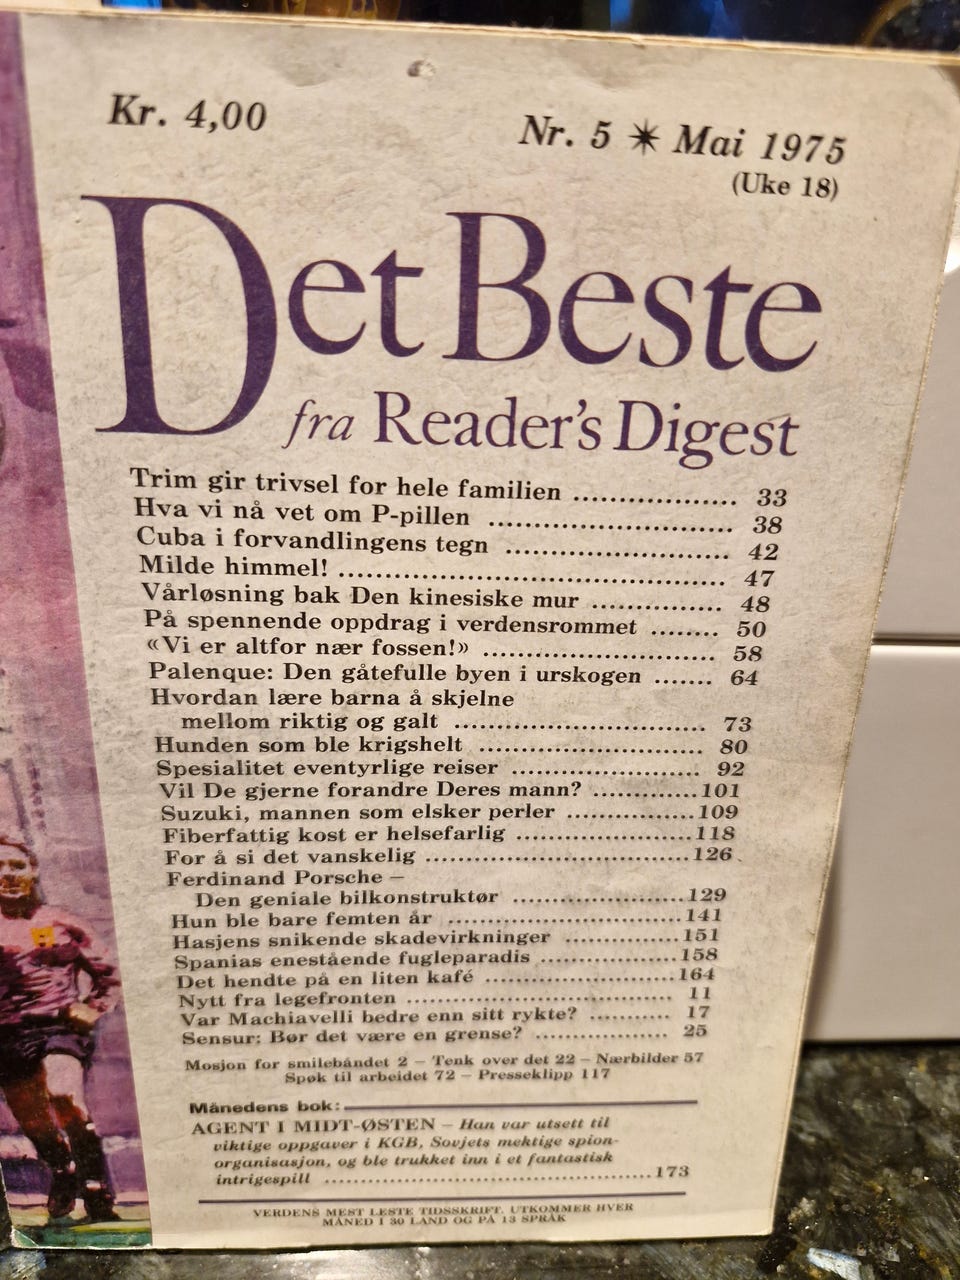 Kr. 4,00
Nr. 5 ✷ Mai 1975
(Uke 18)
Det Beste
fra Reader's Digest
Trim gir trivsel for hele familien ................. 33
Hva vi nå vet om P-pillen .......................... 38
Cuba i forvandlingens tegn ........................ 42
Milde himmel! .......................................... 47
Vårløsning bak Den kinesiske mur .............. 48
På spennende oppdrag i verdensrommet ........ 50
«Vi er altfor nær fossen!» ........................... 58
Palenque: Den gåtefulle byen i urskogen ....... 64
Hvordan lære barna å skjelne
mellom riktig og galt ............................. 73
Hunden som ble krigshelt .......................... 80
Spesialitet eventyrlige reiser ...................... 92
Vil De gjerne forandre Deres mann? ............. 101
Suzuki, mannen som elsker perler ................ 109
Fiberfattig kost er helsefarlig ...................... 118
For å si det vanskelig ................................. 126
Ferdinand Porsche –
Den geniale bilkonstruktør ...................... 129
Hun ble bare femten år .............................. 141
Hasjens snikende skadevirkninger ............... 151
Spanias enestående fugleparadis .................. 158
Det hendte på en liten kafé ......................... 164
Nytt fra legefronten ................................... 11
Var Machiavelli bedre enn sitt rykte? ........... 17
Sensur: Bør det være en grense? .................. 25
Mosjon for smilebåndet 2 – Tenk over det 22 – Nærbilder 57
Spøk til arbeidet 72 – Presseklipp 117
Månedens bok:
AGENT I MIDT-ØSTEN – Han var utsett til
viktige oppgaver i KGB, Sovjets mektige spion-
organisasjon, og ble trukket inn i et fantastisk
intrigespill ................................................ 173
VERDENS MEST LESTE TIDSSKRIFT. UTKOMMER HVER
MÅNED I 30 LAND OG PÅ 13 SPRÅK